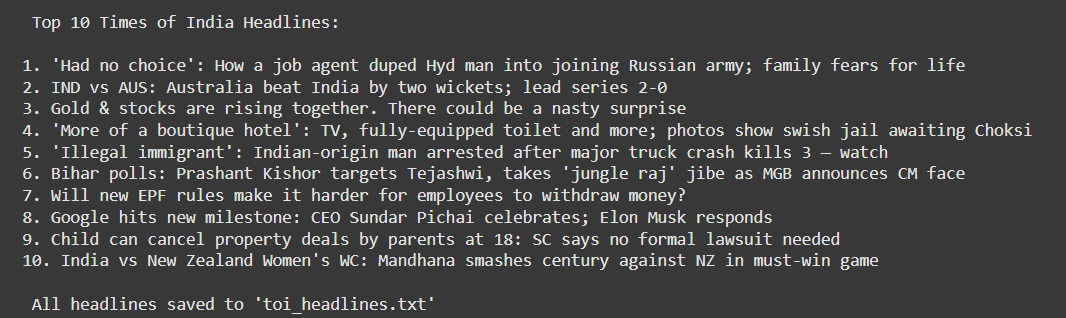 Top 10 Times of India Headlines:
1. 'Had no choice': How a job agent duped Hyd man into joining Russian army; family fears for life
2. IND vs AUS: Australia beat India by two wickets; lead series 2-0
3. Gold & stocks are rising together. There could be a nasty surprise
4. 'More of a boutique hotel': TV, fully-equipped toilet and more; photos show swish jail awaiting Choksi
5. 'Illegal immigrant': Indian-origin man arrested after major truck crash kills 3 — watch
6. Bihar polls: Prashant Kishor targets Tejashwi, takes 'jungle raj' jibe as MGB announces CM face
7. Will new EPF rules make it harder for employees to withdraw money?
8. Google hits new milestone: CEO Sundar Pichai celebrates; Elon Musk responds
9. Child can cancel property deals by parents at 18: SC says no formal lawsuit needed
10. India vs New Zealand Women's WC: Mandhana smashes century against NZ in must-win game
All headlines saved to 'toi_headlines.txt'